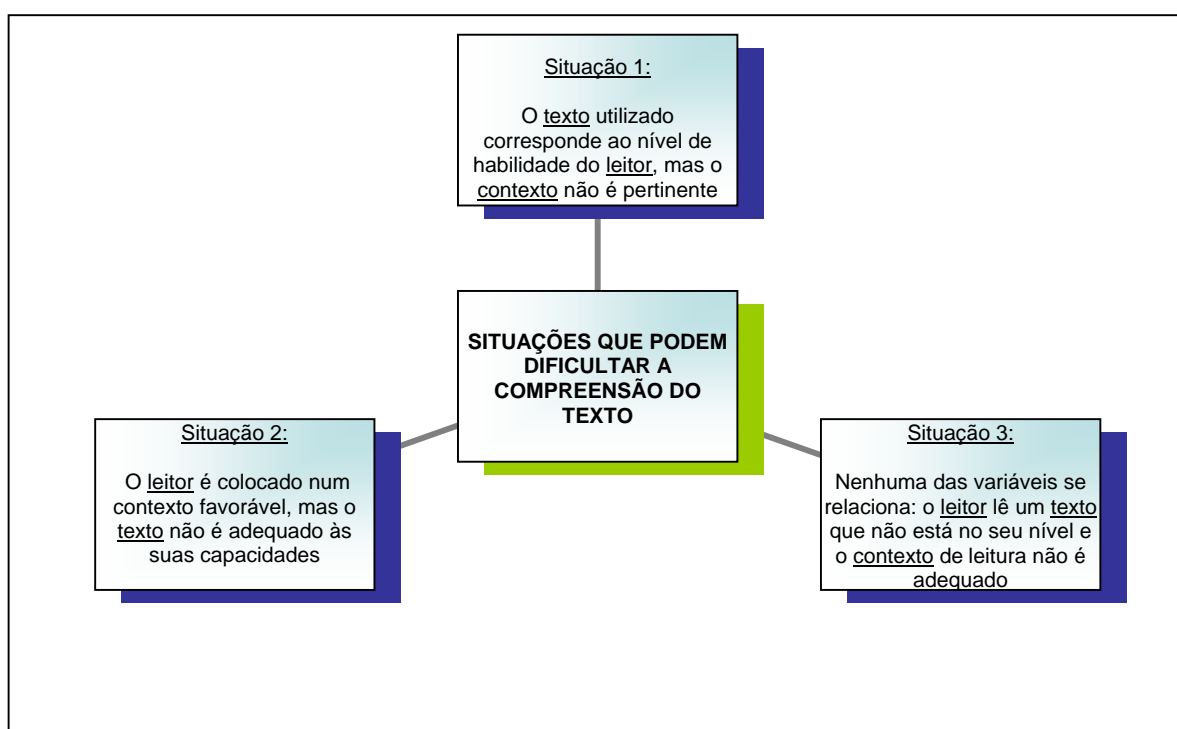 Situação 1:
O texto utilizado
corresponde ao nível de
habilidade do leitor, mas o
contexto não é pertinente
SITUAÇÕES QUE PODEM
DIFICULTAR A
COMPREENSÃO DO
TEXTO
Situação 2:
O leitor é colocado num
contexto favorável, mas o
texto não é adequado às
suas capacidades
Situação 3:
Nenhuma das variáveis se
relaciona: o leitor lê um texto
que não está no seu nível e
o contexto de leitura não é
adequado